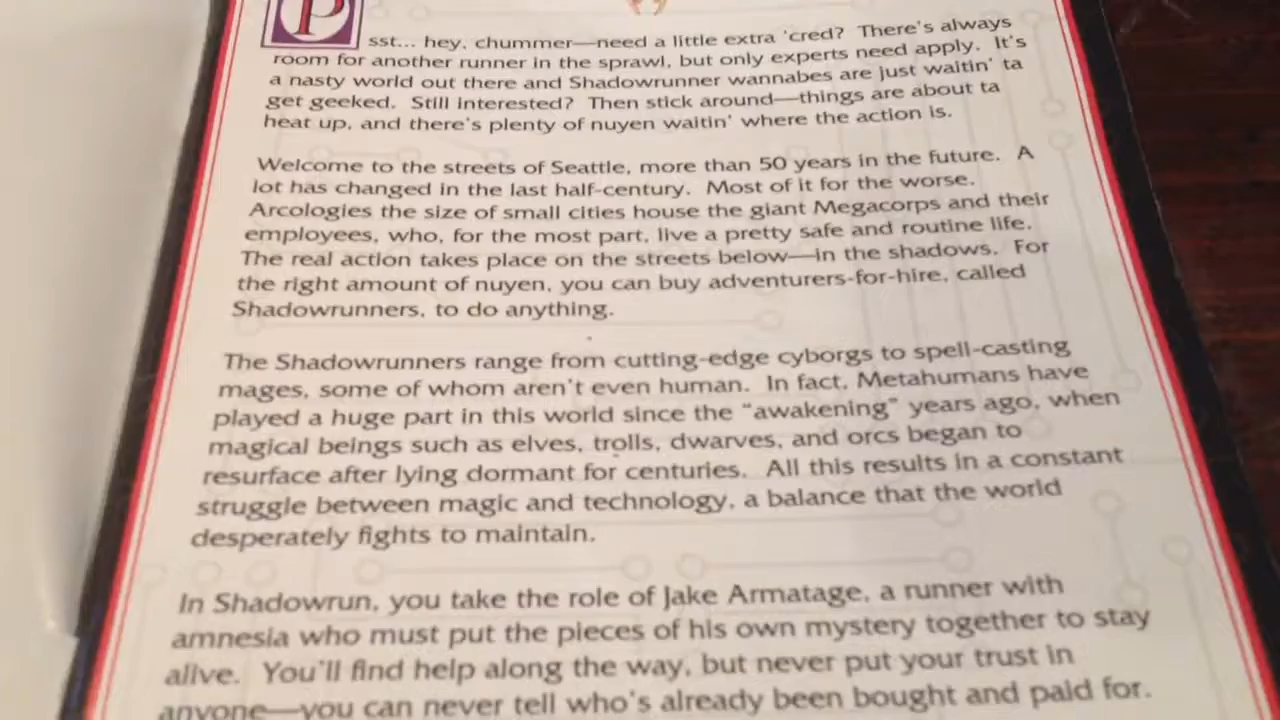 Psst... hey, chummer—need a little extra 'cred? There's always
room for another runner in the sprawl, but only experts need apply. It's
a nasty world out there and Shadowrunner wannabes are just waitin' ta
get geeked. Still interested? Then stick around—things are about ta
heat up, and there's plenty of nuyen waitin' where the action is.
Welcome to the streets of Seattle, more than 50 years in the future. A
lot has changed in the last half-century. Most of it for the worse.
Arcologies the size of small cities house the giant Megacorps and their
employees, who, for the most part, live a pretty safe and routine life.
The real action takes place on the streets below—in the shadows. For
the right amount of nuyen, you can buy adventurers-for-hire, called
Shadowrunners, to do anything.
The Shadowrunners range from cutting-edge cyborgs to spell-casting
mages, some of whom aren't even human. In fact, Metahumans have
played a huge part in this world since the "awakening" years ago, when
magical beings such as elves, trolls, dwarves, and orcs began to
resurface after lying dormant for centuries. All this results in a constant
struggle between magic and technology, a balance that the world
desperately fights to maintain.
In Shadowrun, you take the role of Jake Armatage, a runner with
amnesia who must put the pieces of his own mystery together to stay
alive. You'll find help along the way, but never put your trust in
anyone—you can never tell who's already been bought and paid for.